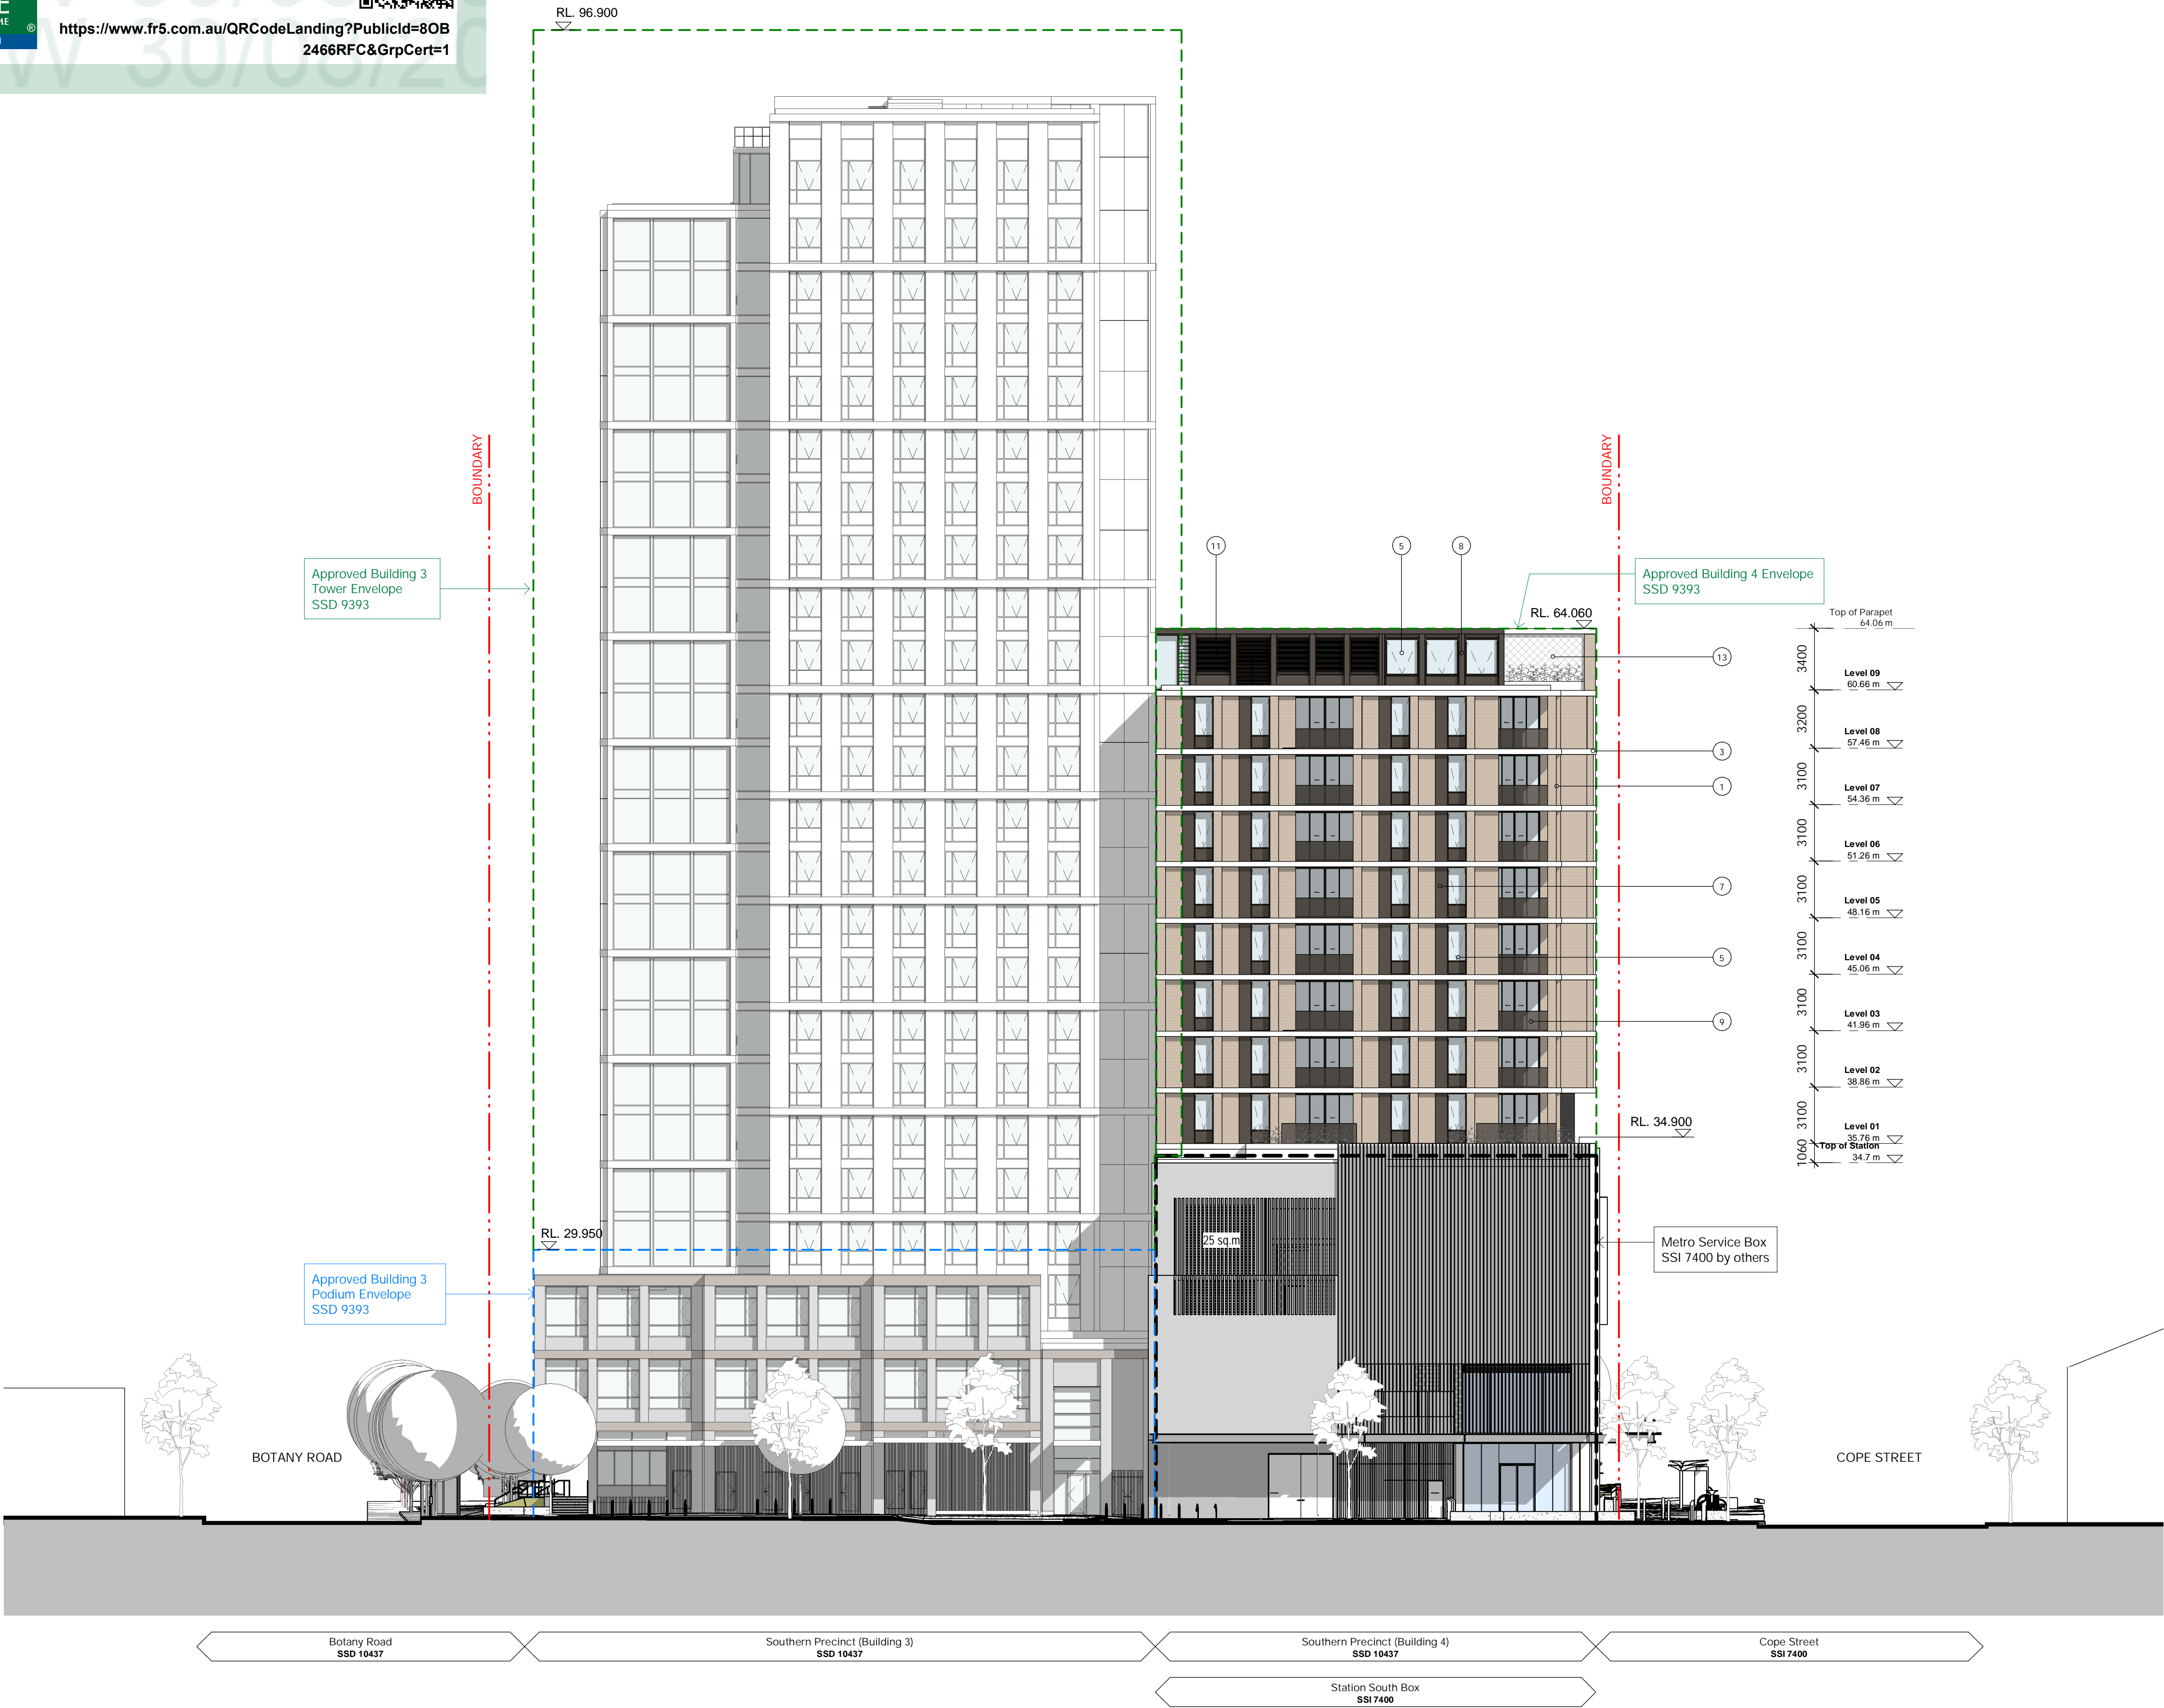 https://www.fr5.com.au/QRCodeLanding?PublicId=8OB
2466RFC&GrpCert=1
W 30/08/20
RL. 96.900
BOUNDARY
BOUNDARY
Approved Building 3
Tower Envelope
SSD 9393
11
5
8
Approved Building 4 Envelope
SSD 9393
RL. 64.060
Top of Parapet
64.06 m
3400
13
Level 09
60.66 m
3200
Level 08
57.46 m
3
3100
1
Level 07
54.36 m
3100
Level 06
51.26 m
3100
7
Level 05
48.16 m
3100
5
Level 04
45.06 m
3100
9
Level 03
41.96 m
3100
Level 02
38.86 m
3100
RL. 34.900
Level 01
35.76 m
1060
Top of Station
34.7 m
RL. 29.950
25 sq.m
Metro Service Box
SSI 7400 by others
Approved Building 3
Podium Envelope
SSD 9393
BOTANY ROAD
COPE STREET
Botany Road
SSD 10437
Southern Precinct (Building 3)
SSD 10437
Southern Precinct (Building 4)
SSD 10437
Cope Street
SSI 7400
Station South Box
SSI 7400